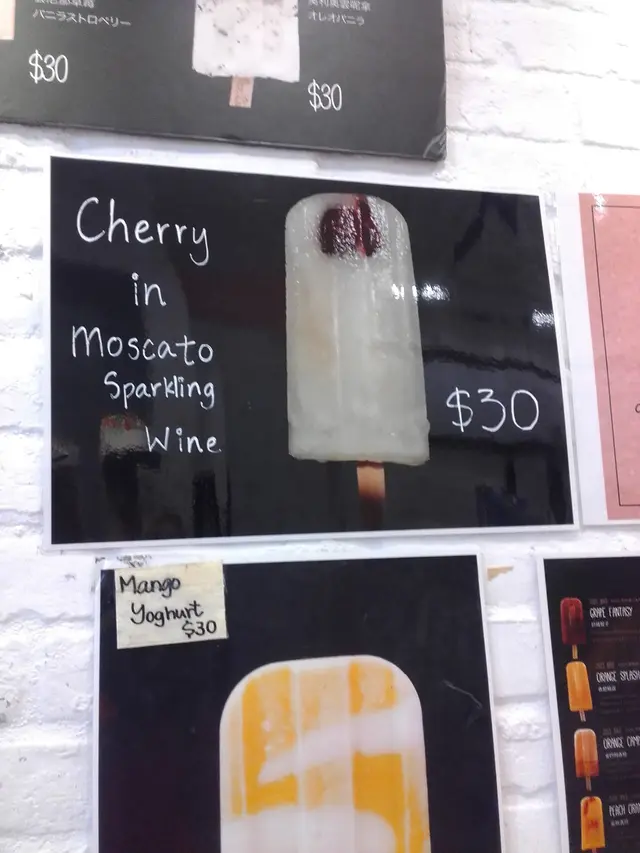 バニラストロベリー
オレオバニラ
$30
$30
Cherry
in
Moscato
Sparkling
Wine
$30
Mango
Yoghurt
$30
GRAPE FANTASY
ORANGE SPLASH
ORANGE
PEACH